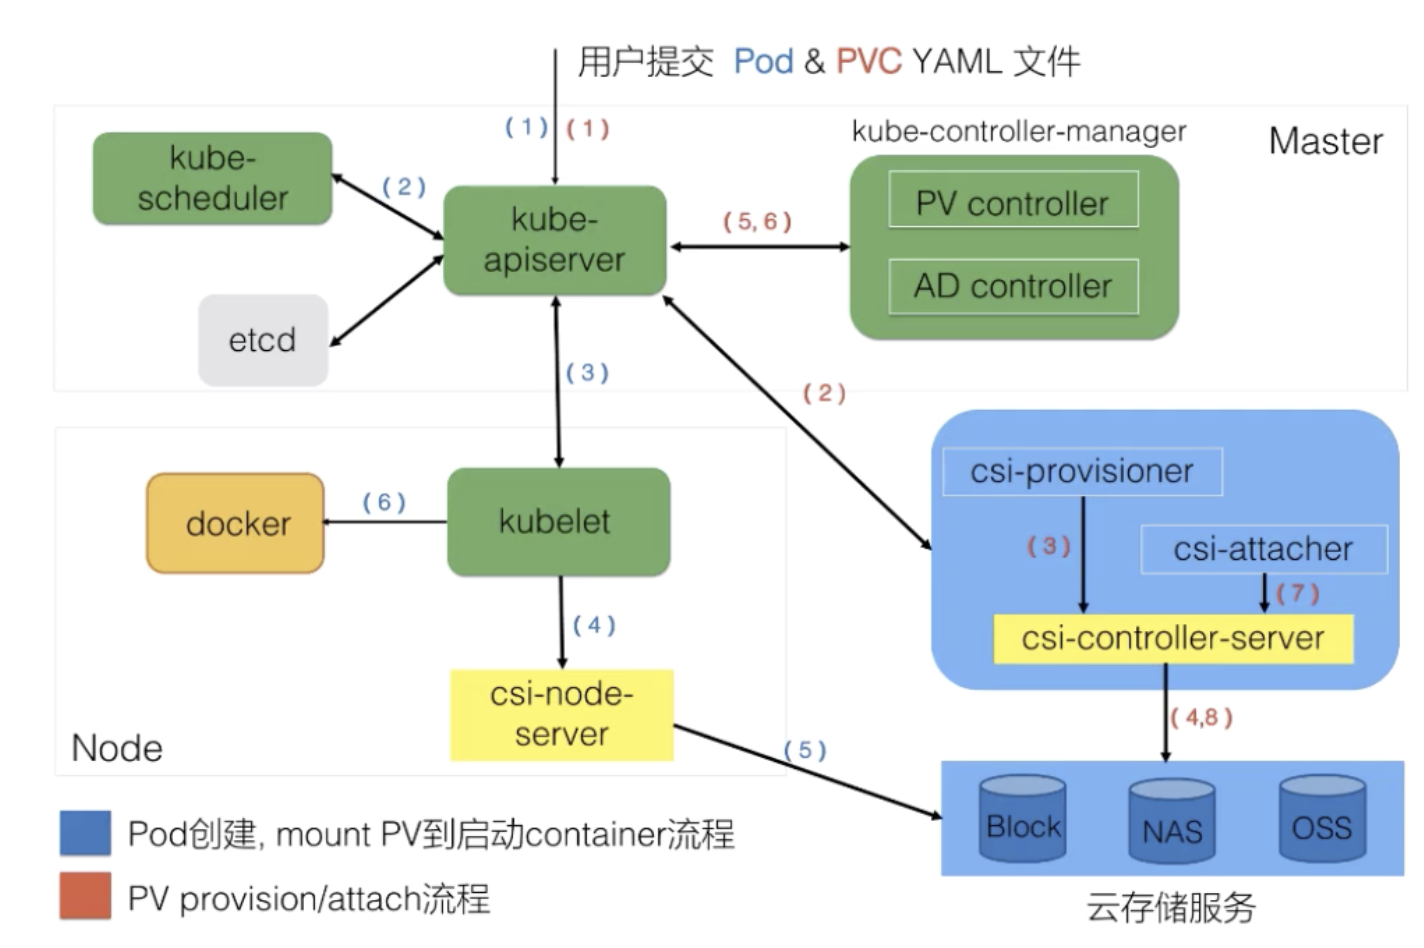 用户提交 Pod & PVC YAML 文件
(1) (1)
kube-controller-manager
Master
kube-
scheduler
(2)
kube-
apiserver
(5, 6)
PV controller
AD controller
etcd
(3)
(2)
docker
(6)
kubelet
(4)
csi-node-
server
Node
(5)
csi-provisioner
(3)
csi-attacher
(7)
csi-controller-server
(4,8)
Block
NAS
OSS
云存储服务
Pod创建, mount PV到启动container流程
PV provision/attach流程